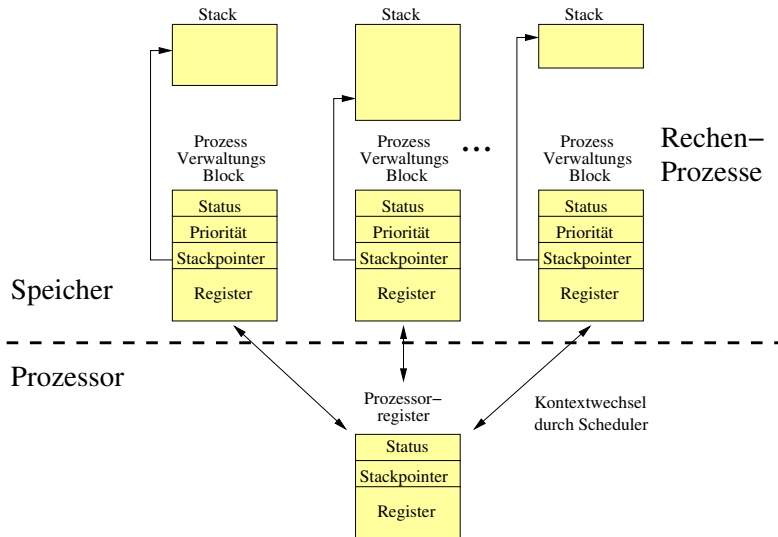 Stack
Stack
Stack
Prozess
Verwaltungs
Block
Prozess
Verwaltungs
Block
...
Prozess
Verwaltungs
Block
Rechen-
Prozesse
Status
Priorität
Stackpointer
Register
Status
Priorität
Stackpointer
Register
Status
Priorität
Stackpointer
Register
Speicher
Prozessor
Prozessor-
register
Kontextwechsel
durch Scheduler
Status
Stackpointer
Register